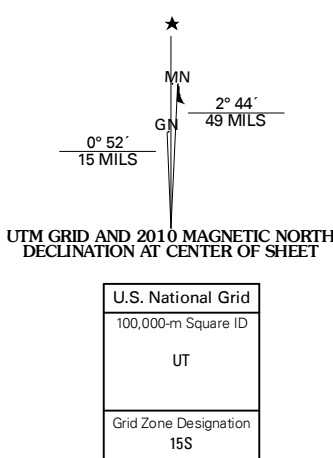 ★
MN
2° 44´
49 MILS
GN
0° 52´
15 MILS
UTM GRID AND 2010 MAGNETIC NORTH
DECLINATION AT CENTER OF SHEET
U.S. National Grid
100,000-m Square ID
UT
Grid Zone Designation
15S